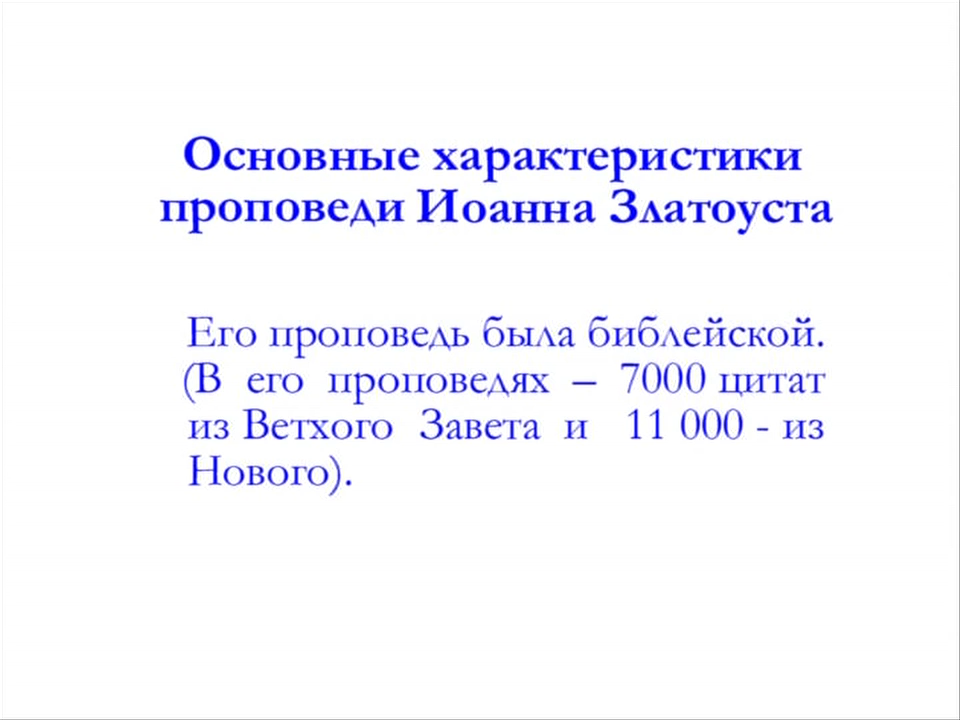 Основные характеристики
проповеди Иоанна Златоуста
Его проповедь была библейской.
(В его проповедях – 7000 цитат
из Ветхого Завета и 11 000 - из
Нового).